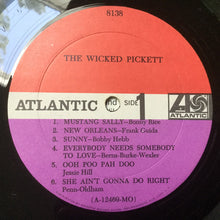 8138
THE WICKED PICKETT
ATLANTIC SIDE 1
ATLANTIC
1. MUSTANG SALLY—Bonny Rice
2. NEW ORLEANS—Frank Guida
3. SUNNY—Bobby Hebb
4. EVERYBODY NEEDS SOMEBODY
TO LOVE—Berns-Burke-Wexler
5. OOH POO PAH DOO
Jessie Hill
6. SHE AIN'T GONNA DO RIGHT
Penn-Oldham
(A-12469-MO)